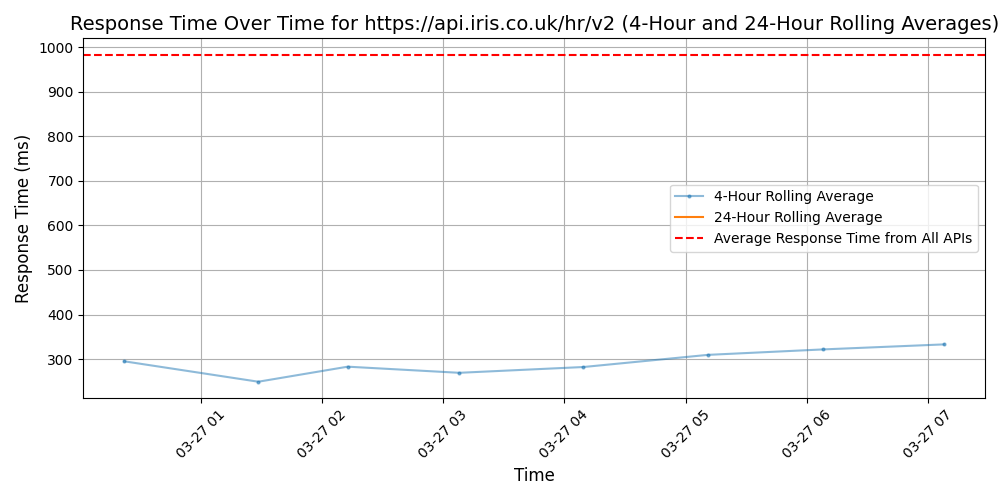 Response Time Over Time for https://api.iris.co.uk/hr/v2 (4-Hour and 24-Hour Rolling Averages)
Response Time (ms)
1000
900
800
700
600
500
400
300
4-Hour Rolling Average
24-Hour Rolling Average
Average Response Time from All APIs
03-27 01
03-27 02
03-27 03
03-27 04
03-27 05
03-27 06
03-27 07
Time